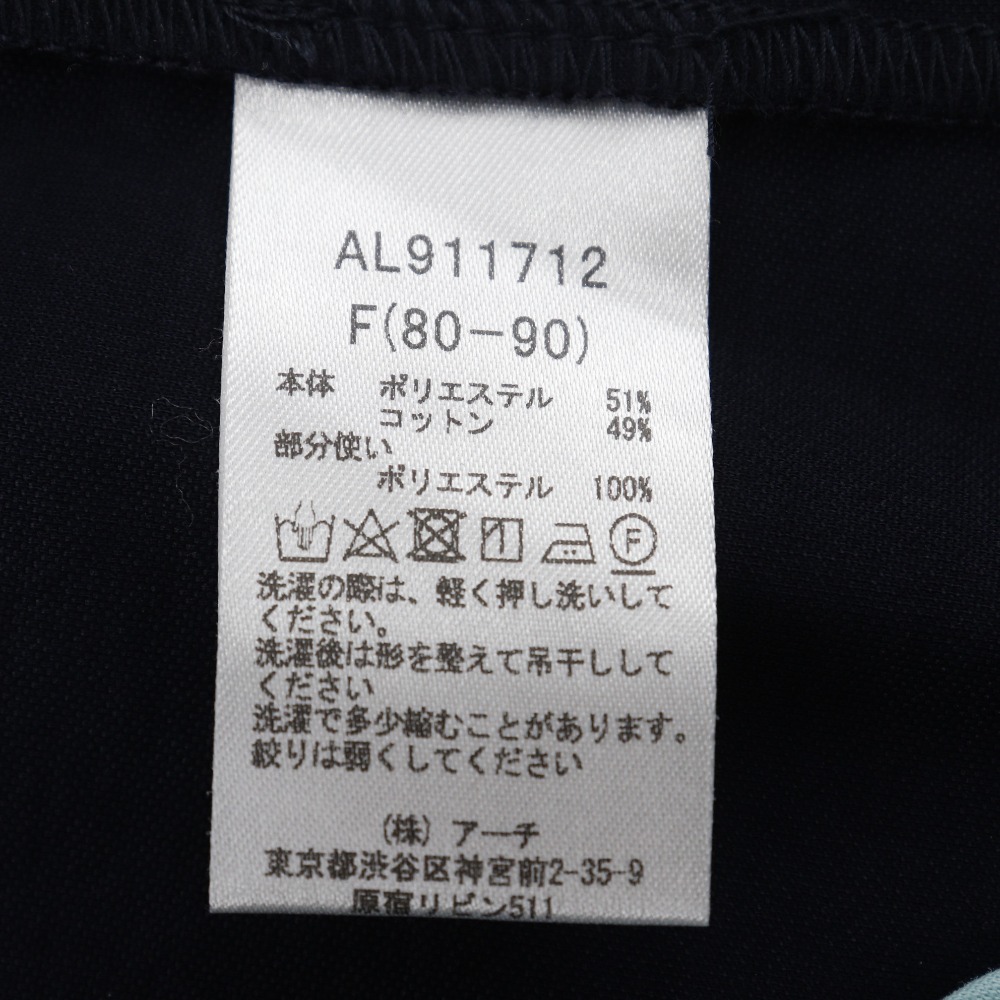 AL911712
F(80-90)
本体 ポリエステル 51%
コットン 49%
部分使い
ポリエステル 100%
F
洗濯の際は、軽く押し洗いして
ください。
洗濯後は形を整えて吊干しして
ください
洗濯で多少縮むことがあります。
絞りは弱くしてください
(株) アーチ
東京都渋谷区神宮前2-35-9
原宿リビン511